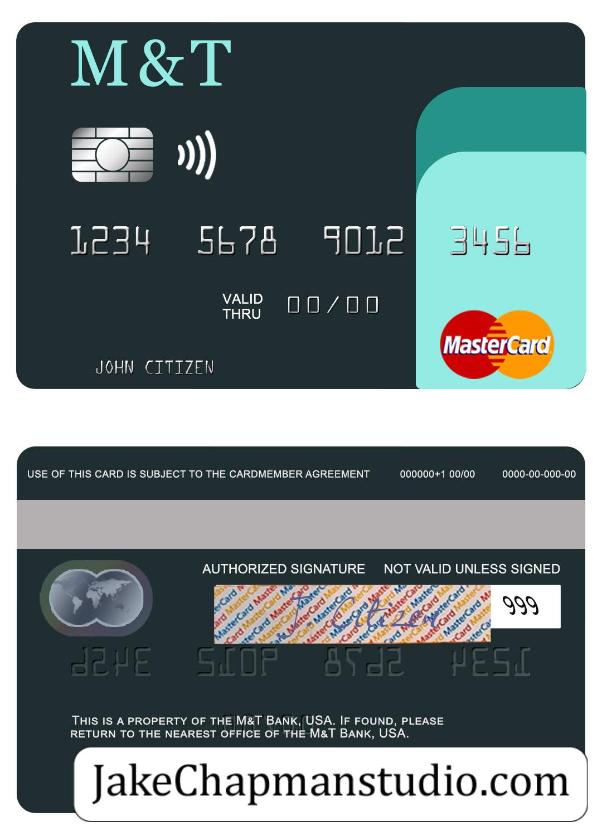 M&T
1234 5678 9012 3456
VALID
THRU 00/00
MasterCard
JOHN CITIZEN
USE OF THIS CARD IS SUBJECT TO THE CARDMEMBER AGREEMENT 000000+1 00/00 0000-00-000-00
AUTHORIZED SIGNATURE NOT VALID UNLESS SIGNED
J. Citizen 999
THIS IS A PROPERTY OF THE M&T BANK, USA. IF FOUND, PLEASE
RETURN TO THE NEAREST OFFICE OF THE M&T BANK, USA.
JakeChapmanstudio.com